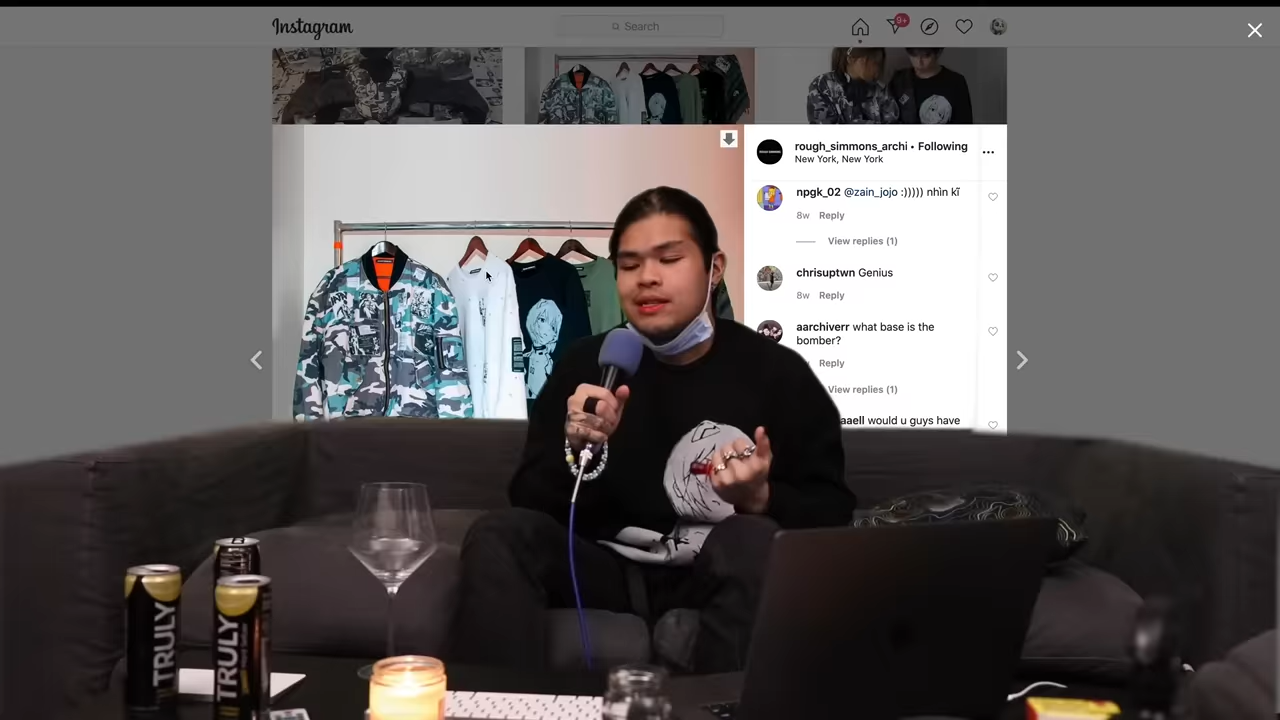 Instagram
Search
9+
rough_simmons_archi • Following
New York, New York
npgk_02 @zain_jojo :))))) nhìn kĩ
8w Reply
View replies (1)
chrisuptwn Genius
8w Reply
aarchiverr what base is the
bomber?
Reply
View replies (1)
aaell would u guys have
TRULY
TRULY